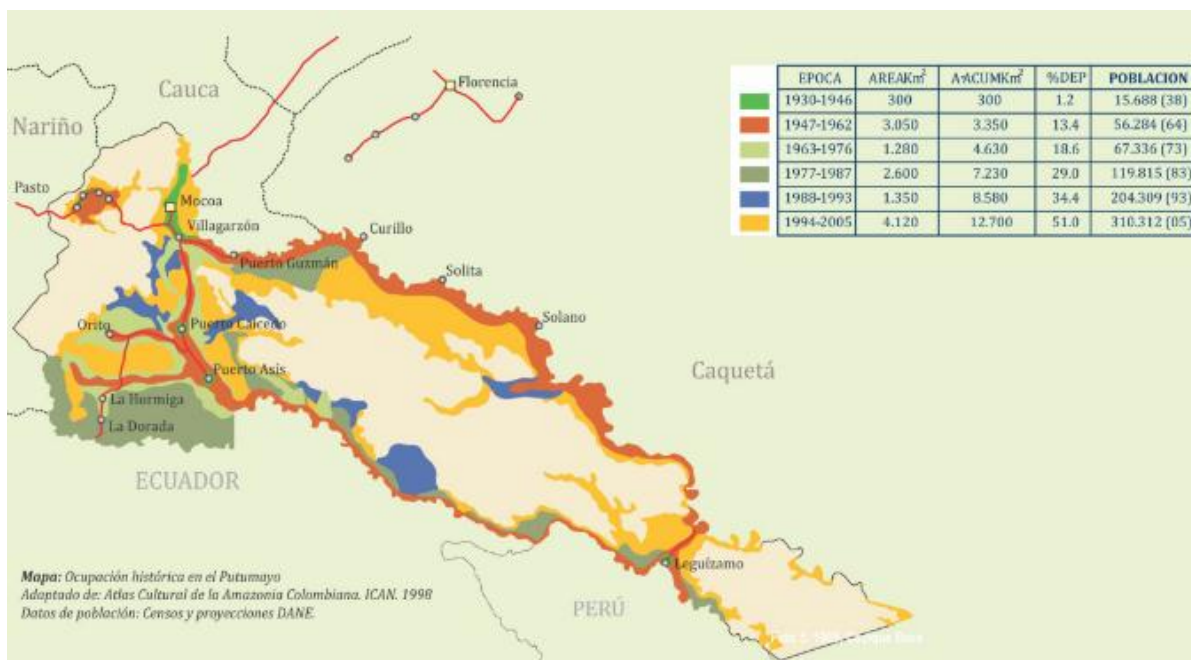 Florencia
Cauca
Nariño
Pasto
Mocoa
Villagarzón
Curillo
Puerto Guzmán
Solita
Orito
Puerto Caicedo
Solano
Puerto Asís
Caquetá
La Hormiga
La Dorada
ECUADOR
Leguízamo
PERÚ
EPOCA AREAKm² A-ACUMKm² %DEP POBLACION
1930-1946 300 300 1.2 15.688 (38)
1947-1962 3.050 3.350 13.4 56.284 (64)
1963-1976 1.280 4.630 18.6 67.336 (73)
1977-1987 2.600 7.230 29.0 119.815 (83)
1988-1993 1.350 8.580 34.4 204.309 (93)
1994-2005 4.120 12.700 51.0 310.312 (05)
Mapa: Ocupación histórica en el Putumayo
Adaptado de: Atlas Cultural de la Amazonia Colombiana. ICAN. 1998
Datos de población: Censos y proyecciones DANE.